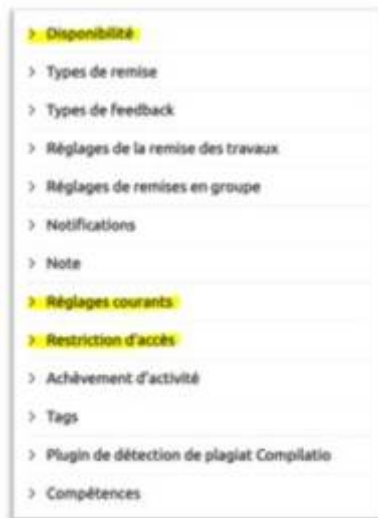 > Disponibilité
> Types de remise
> Types de feedback
> Réglages de la remise des travaux
> Réglages de remises en groupe
> Notifications
> Note
> Réglages courants
> Restriction d'accès
> Achèvement d'activité
> Tags
> Plugin de détection de plagiat Compilatio
> Compétences